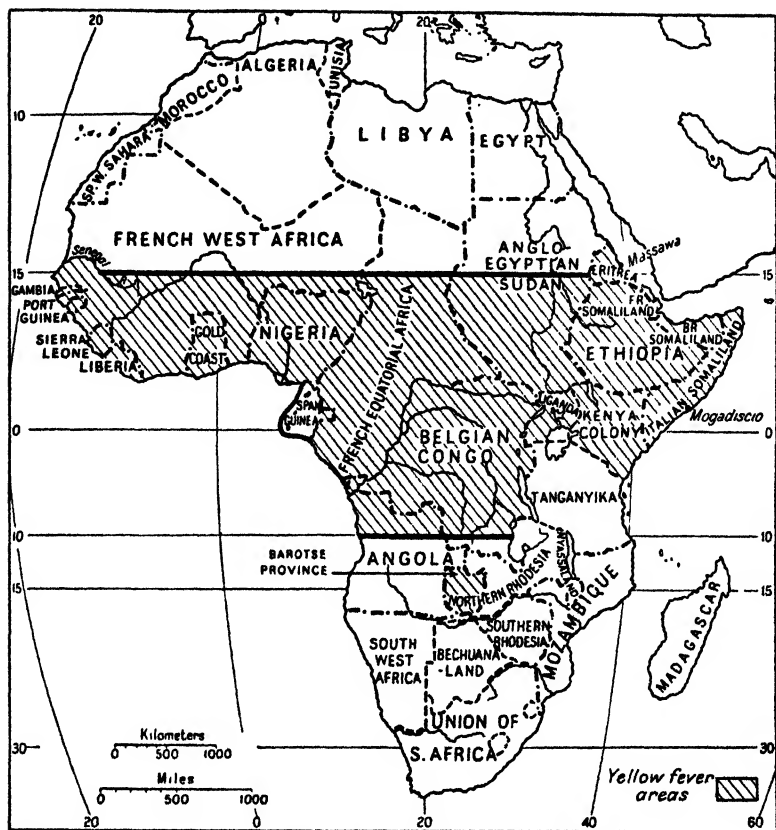 20
0
0
20
ALGERIA
TUNISIA
MOROCCO
10
SP. W. SAHARA
LIBYA
EGYPT
FRENCH WEST AFRICA
ANGLO
EGYPTIAN
SUDAN
Senegal
Massawa
15
15
ERITREA
GAMBIA
PORT
GUINEA
FR
SOMALILAND
SIERRA
LEONE
LIBERIA
GOLD
COAST
NIGERIA
BR
SOMALILAND
ETHIOPIA
ITALIAN SOMALILAND
FRENCH EQUATORIAL AFRICA
SPAN
GUINEA
UGANDA
KENYA
COLONY
Mogadiscio
0
0
BELGIAN
CONGO
TANGANYIKA
10
10
ANGOLA
BAROTSE
PROVINCE
NYASSALD
15
15
NORTHERN RHODESIA
SOUTHERN
RHODESIA
MOZAMBIQUE
MADAGASCAR
SOUTH
WEST
AFRICA
BECHUANA
-LAND
UNION OF
S. AFRICA
Kilometers
0 500 1000
30
30
Miles
0 500 1000
Yellow fever
areas
20
0
20
40
60